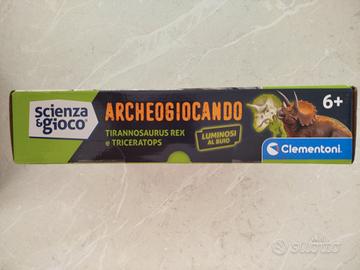 scienza
& gioco®
ARCHEOGIOCANDO
TIRANNOSAURUS REX
e TRICERATOPS
LUMINOSI
AL BUIO
6+
Clementoni®
subito